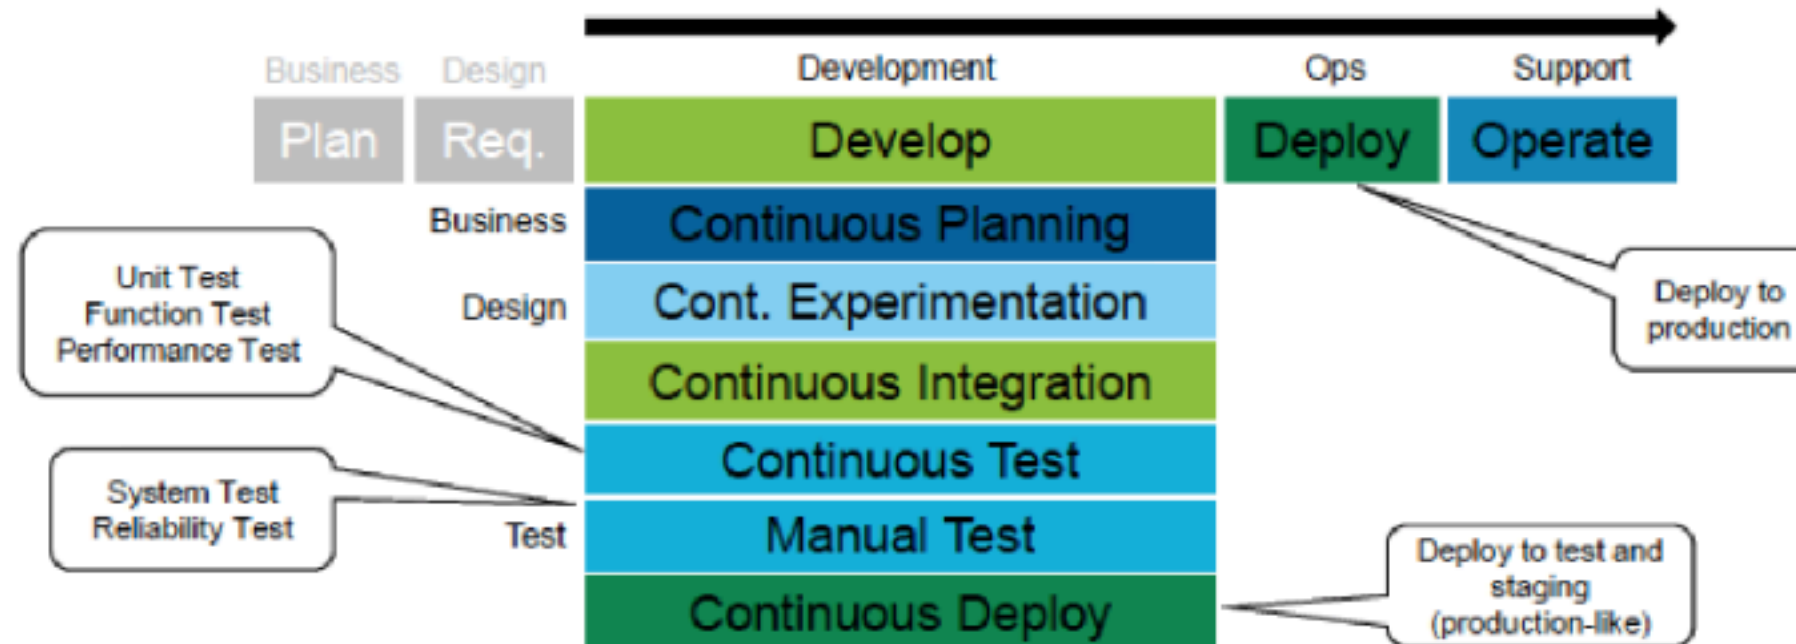 Business Design Development Ops Support
Plan Req. Develop Deploy Operate
Business Continuous Planning
Unit Test
Function Test
Performance Test
Design Cont. Experimentation
Deploy to
production
Continuous Integration
Continuous Test
System Test
Reliability Test
Test Manual Test
Deploy to test and
staging
(production-like)
Continuous Deploy